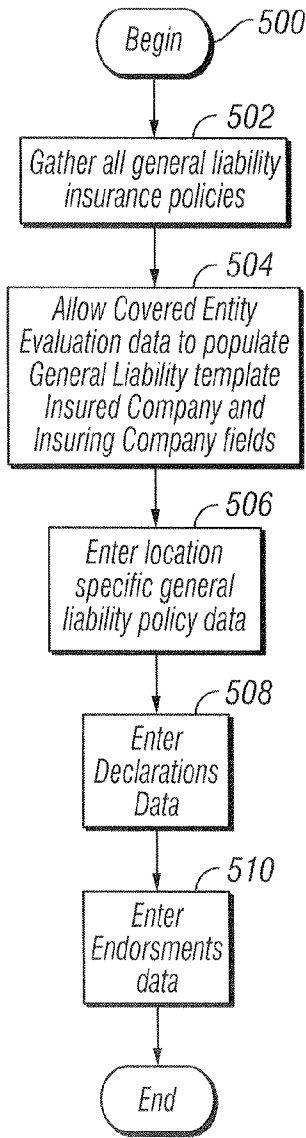 Begin
500
502
Gather all general liability
insurance policies
504
Allow Covered Entity
Evaluation data to populate
General Liability template
Insured Company and
Insuring Company fields
506
Enter location
specific general
liability policy data
508
Enter
Declarations
Data
510
Enter
Endorsments
data
End